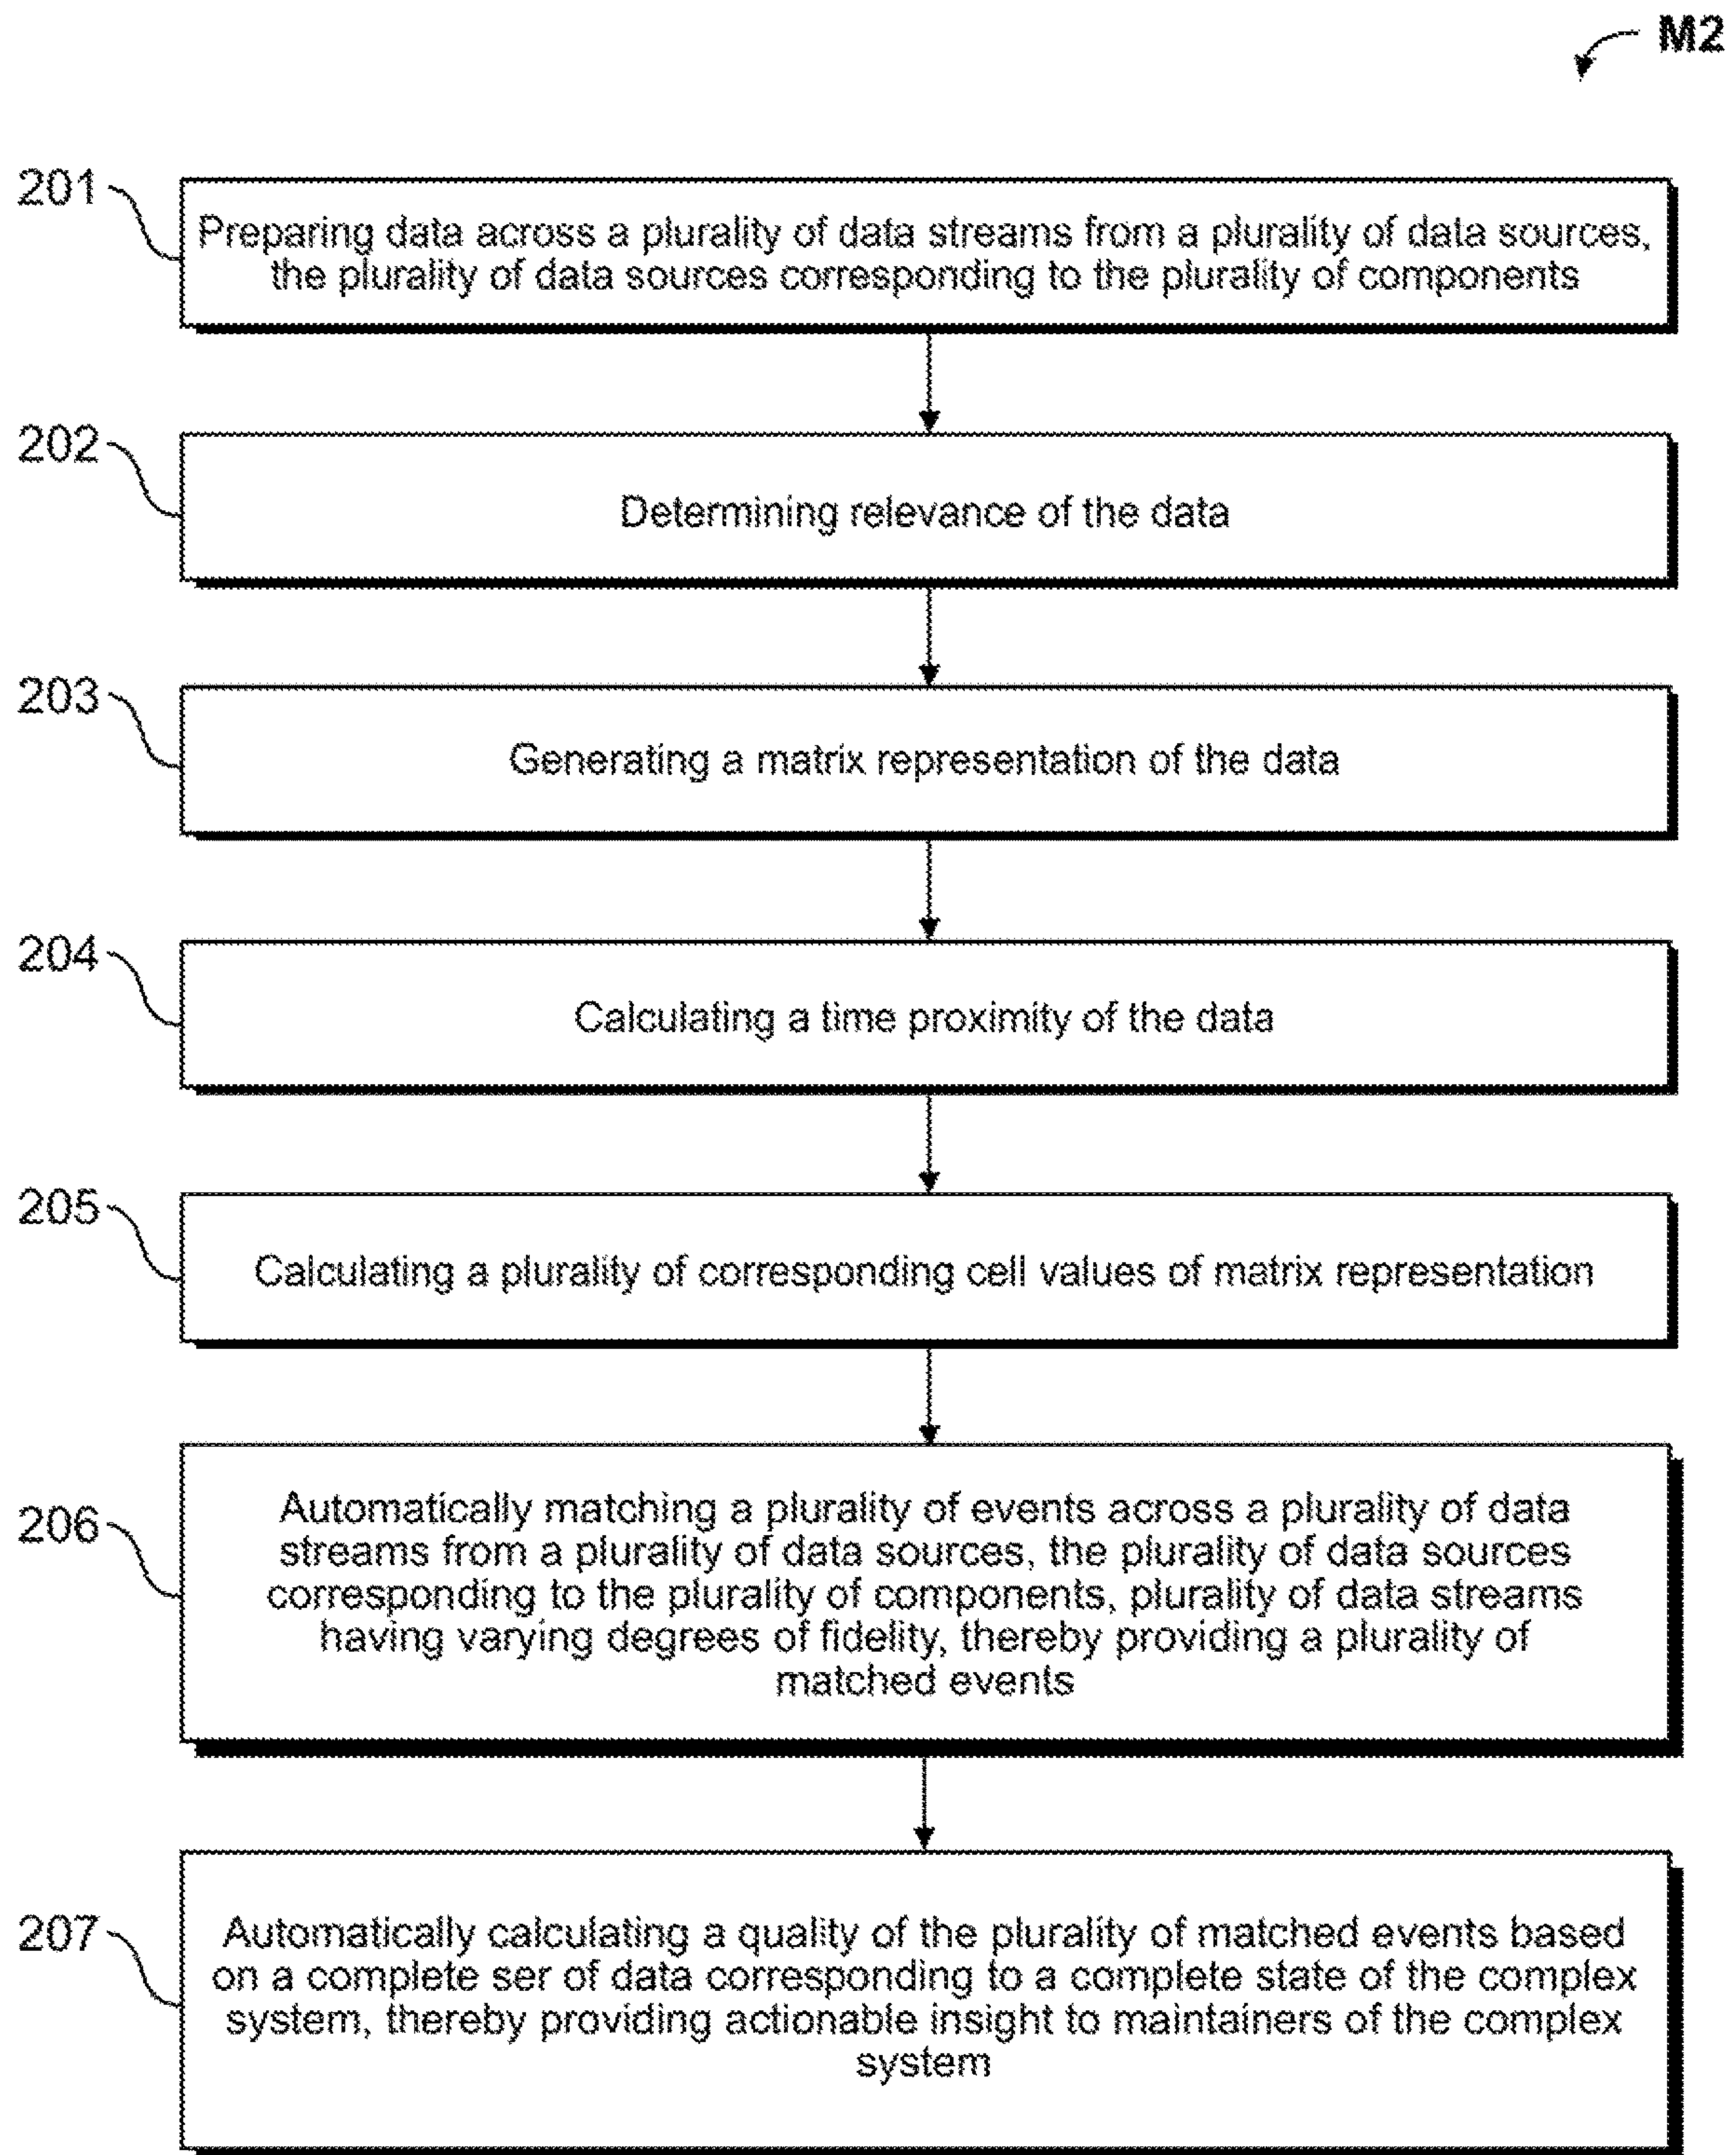 M2
201
Preparing data across a plurality of data streams from a plurality of data sources,
the plurality of data sources corresponding to the plurality of components
202
Determining relevance of the data
203
Generating a matrix representation of the data
204
Calculating a time proximity of the data
205
Calculating a plurality of corresponding cell values of matrix representation
206
Automatically matching a plurality of events across a plurality of data
streams from a plurality of data sources, the plurality of data sources
corresponding to the plurality of components, plurality of data streams
having varying degrees of fidelity, thereby providing a plurality of
matched events
207
Automatically calculating a quality of the plurality of matched events based
on a complete ser of data corresponding to a complete state of the complex
system, thereby providing actionable insight to maintainers of the complex
system